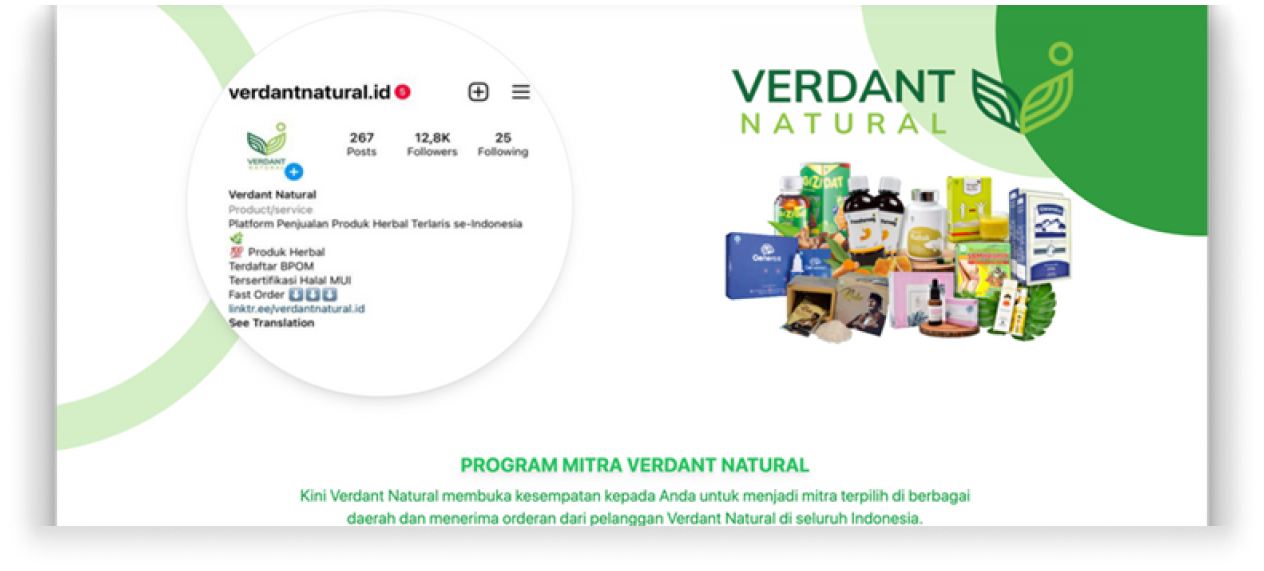 verdantnatural.id 5
267 12,8K 25
Posts Followers Following
VERDANT
NATURAL
Verdant Natural
Product/service
Platform Penjualan Produk Herbal Terlaris se-Indonesia
💯 Produk Herbal
Terdaftar BPOM
Tersertifikasi Halal MUI
Fast Order ⬇️⬇️⬇️
linktr.ee/verdantnatural.id
See Translation
VERDANT
NATURAL
GIZIDAT
Generos
PROGRAM MITRA VERDANT NATURAL
Kini Verdant Natural membuka kesempatan kepada Anda untuk menjadi mitra terpilih di berbagai
daerah dan menerima orderan dari pelanggan Verdant Natural di seluruh Indonesia.